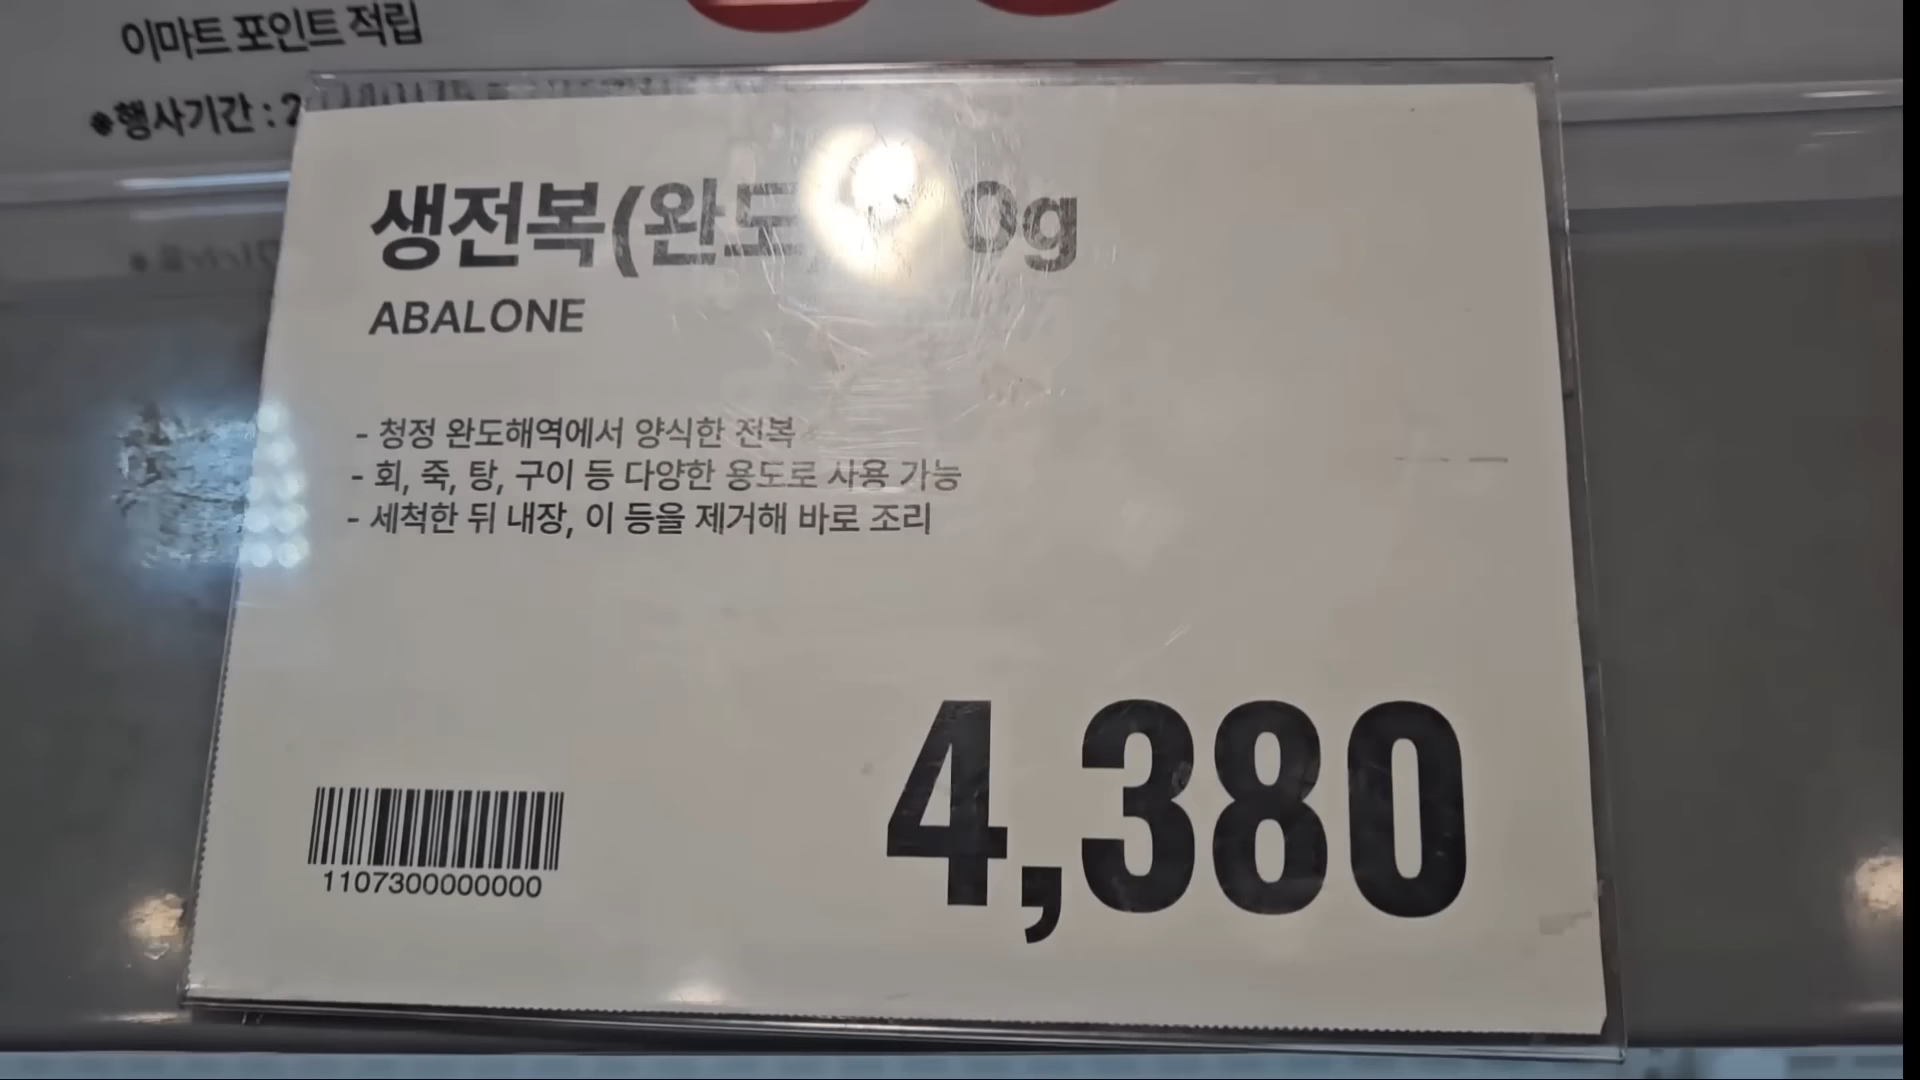 이마트 포인트 적립
※행사기간 : 2
생전복(완도) 0g
ABALONE
- 청정 완도해역에서 양식한 전복
- 회, 죽, 탕, 구이 등 다양한 용도로 사용 가능
- 세척한 뒤 내장, 이 등을 제거해 바로 조리
4,380
1107300000000